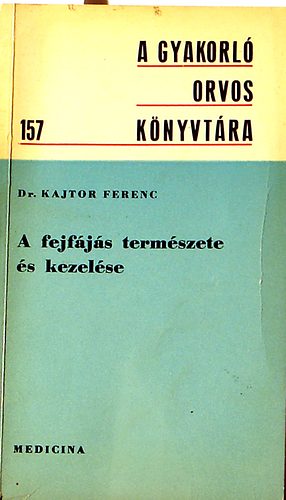 A GYAKORLÓ
ORVOS
157 KÖNYVTÁRA
Dr. KAJTOR FERENC
A fejfájás természete
és kezelése
MEDICINA